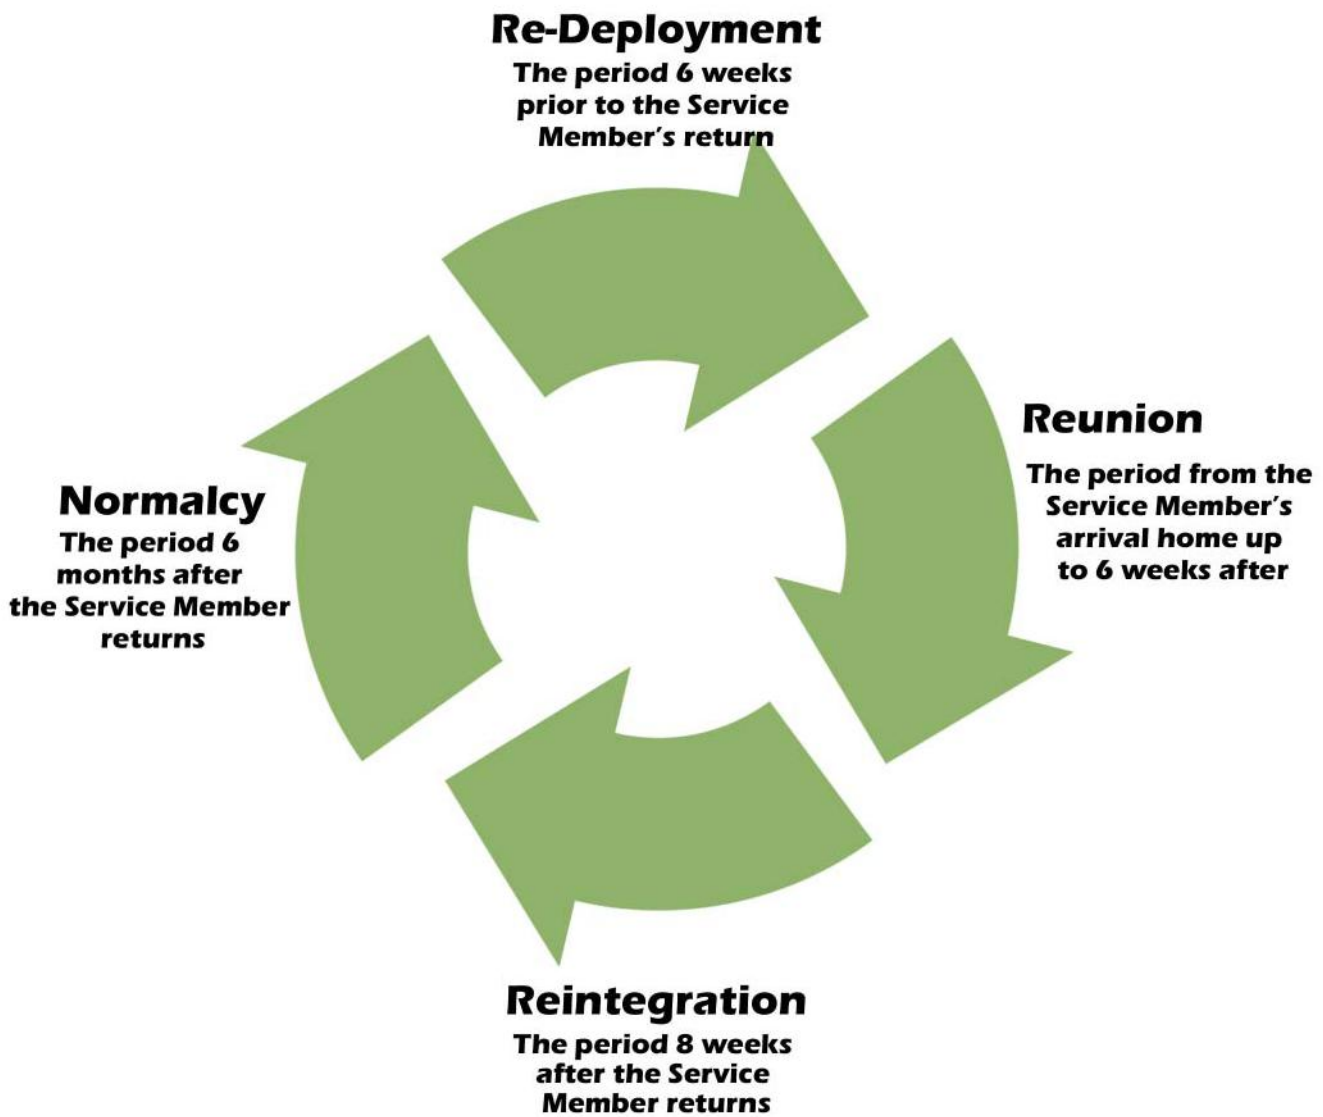 Re-Deployment
The period 6 weeks
prior to the Service
Member's return
Reunion
The period from the
Service Member's
arrival home up
to 6 weeks after
Reintegration
The period 8 weeks
after the Service
Member returns
Normalcy
The period 6
months after
the Service Member
returns